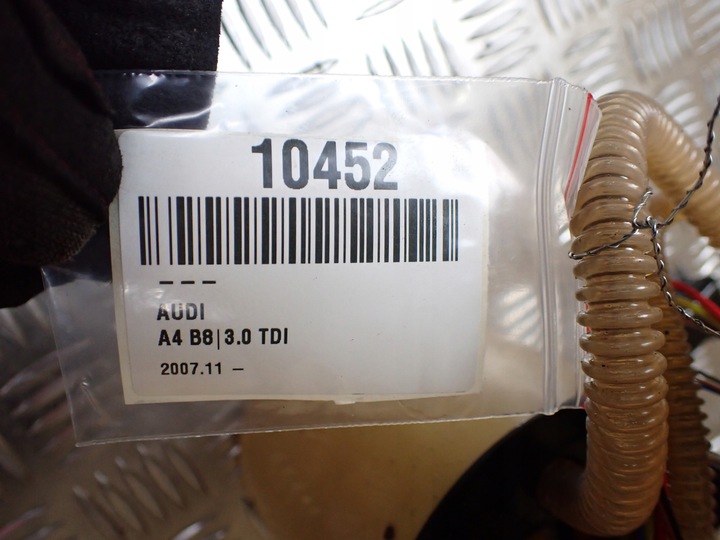 10452
---
AUDI
A4 B8|3.0 TDI
2007.11 -